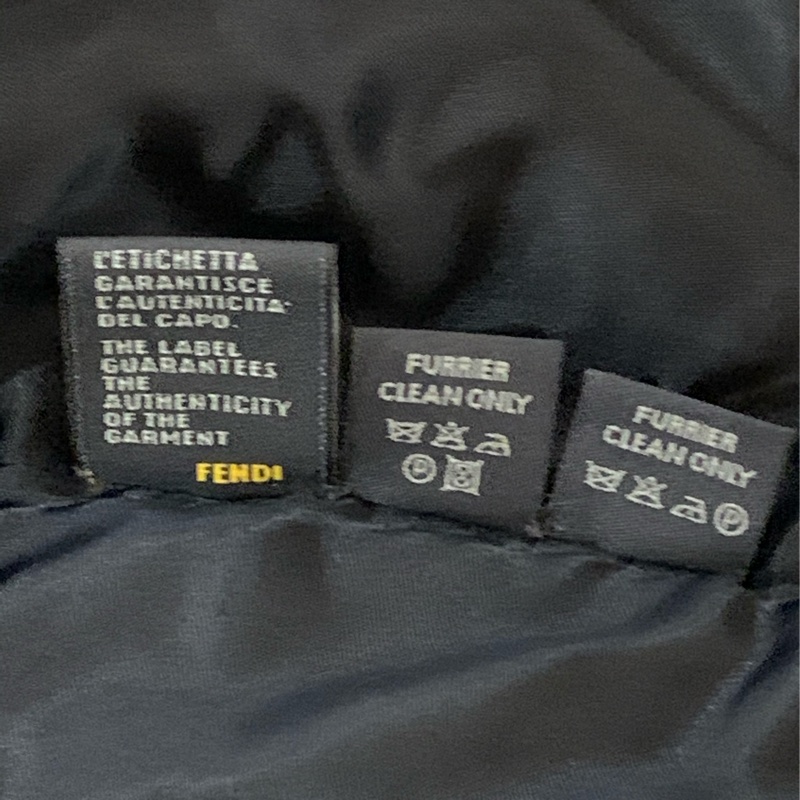 L'ETICHETTA
GARANTISCE
L'AUTENTICITA'
DEL CAPO.
THE LABEL
GUARANTEES
THE
AUTHENTICITY
OF THE
GARMENT
FENDI
FURRIER
CLEAN ONLY
P
FURRIER
CLEAN ONLY
P